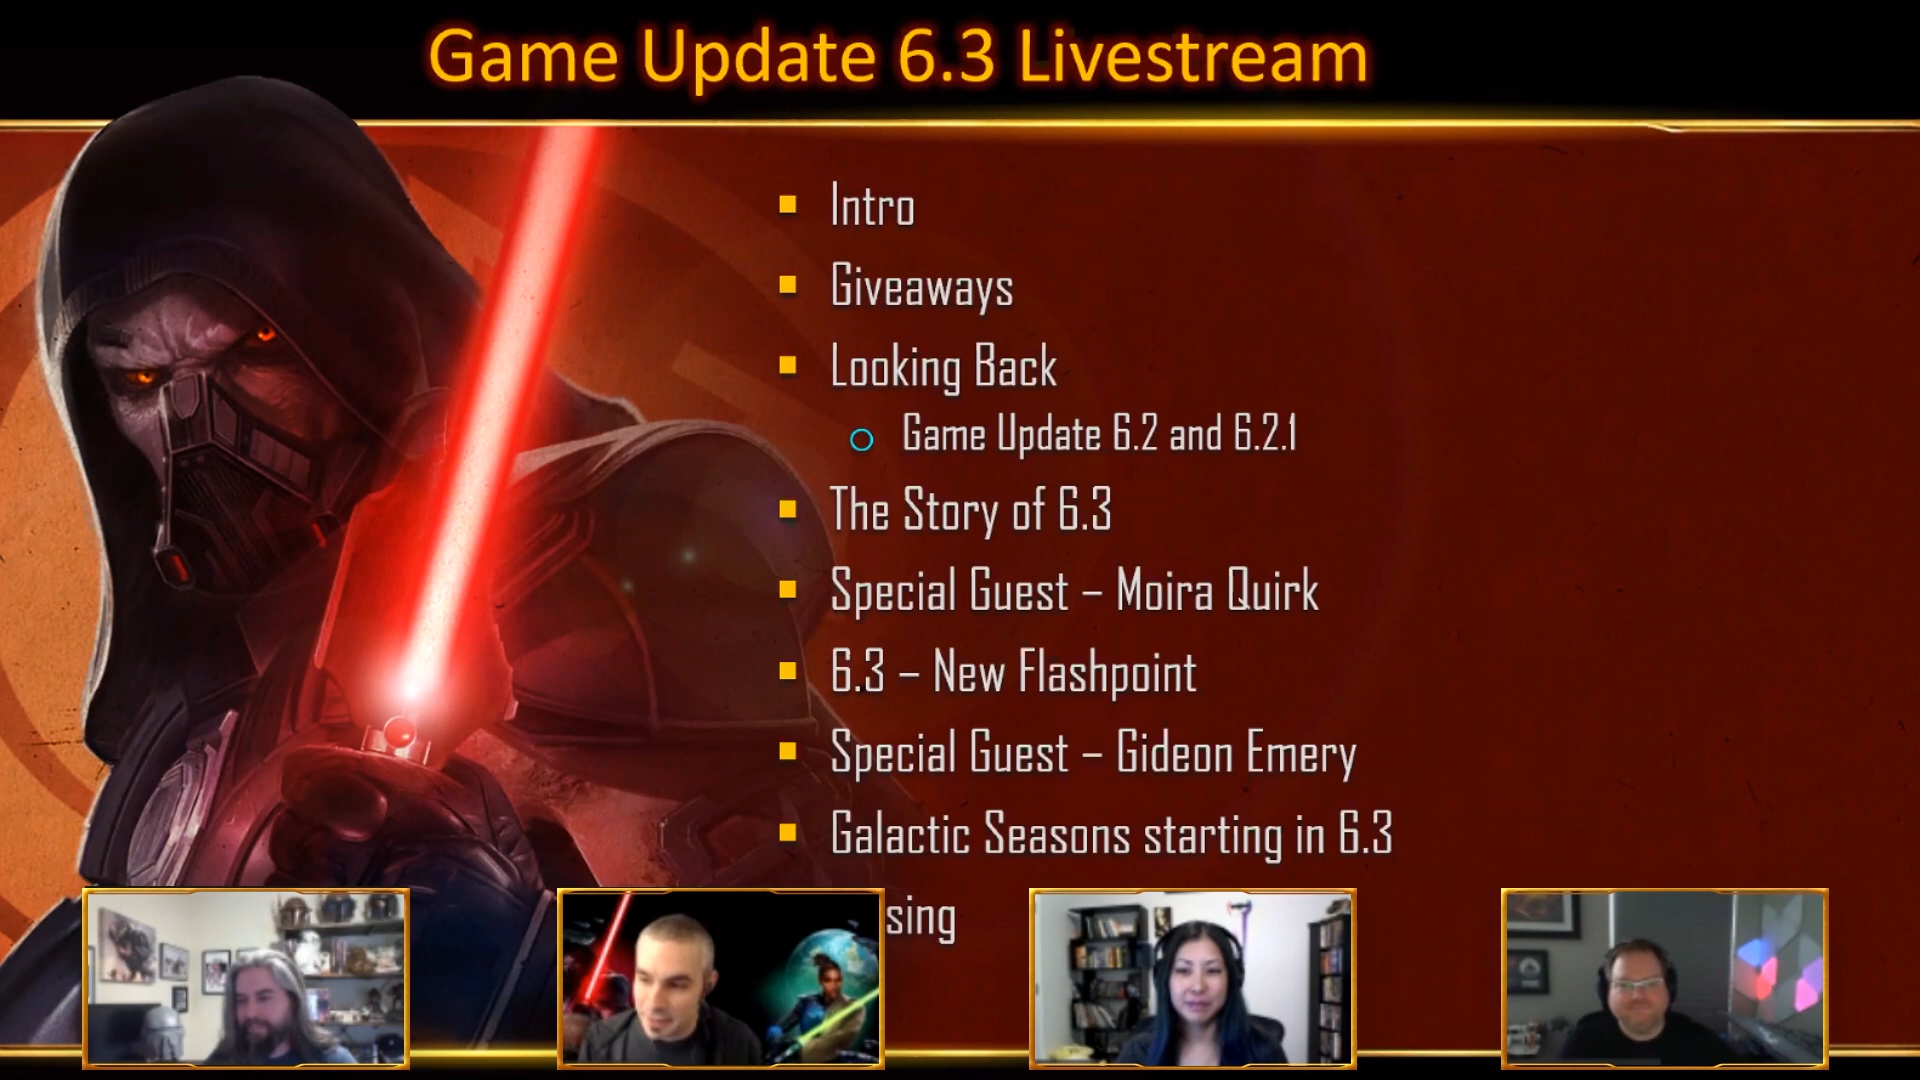 Game Update 6.3 Livestream
Intro
Giveaways
Looking Back
Game Update 6.2 and 6.2.1
The Story of 6.3
Special Guest – Moira Quirk
6.3 – New Flashpoint
Special Guest – Gideon Emery
Galactic Seasons starting in 6.3
sing